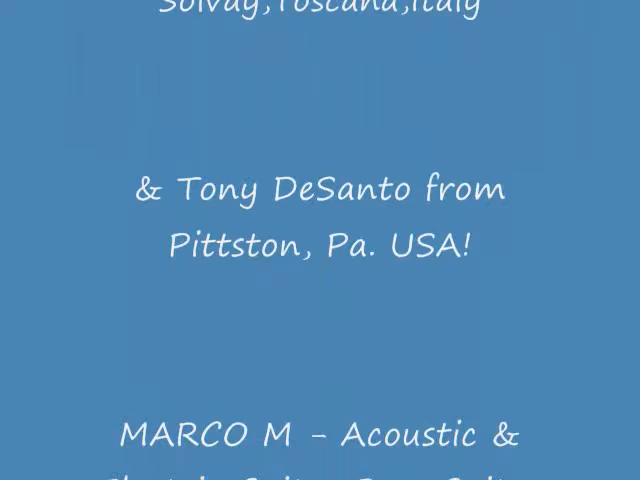 Solvay,Toscana,Italy
& Tony DeSanto from
Pittston, Pa. USA!
MARCO M - Acoustic &